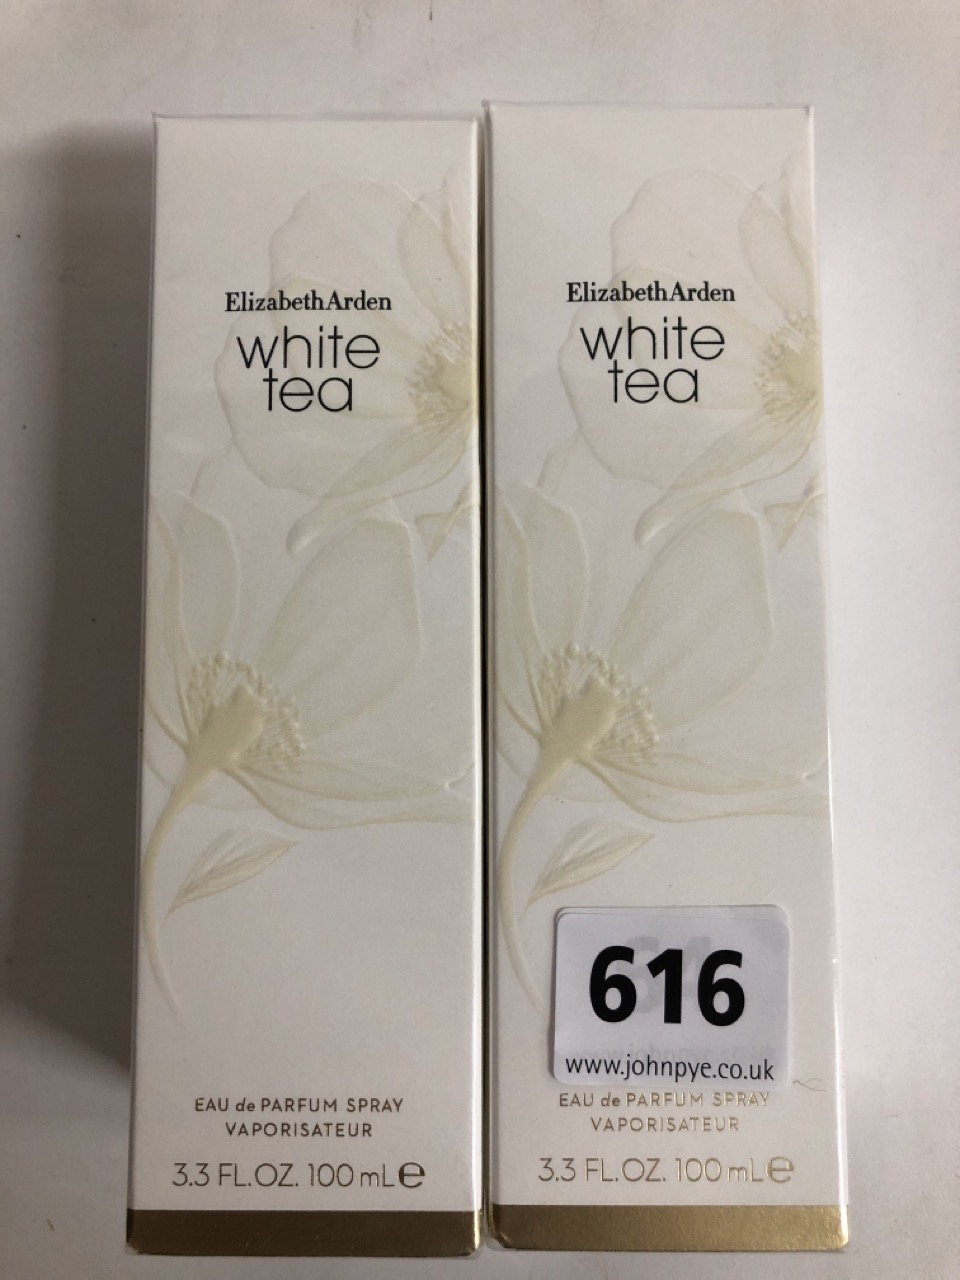 ElizabethArden
white
tea
EAU de PARFUM SPRAY
VAPORISATEUR
3.3 FL.OZ. 100 mL e
ElizabethArden
white
tea
616
www.johnpye.co.uk
EAU de PARFUM SPRAY
VAPORISATEUR
3.3 FL.OZ. 100 mL e